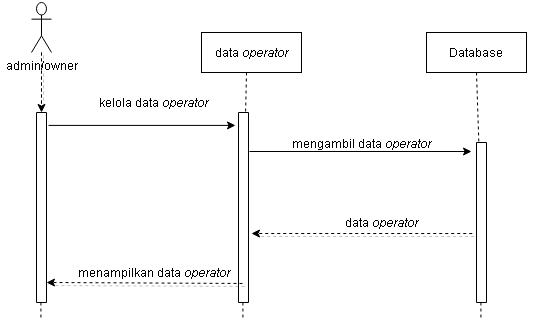 admin/owner
data operator
Database
kelola data operator
mengambil data operator
data operator
menampilkan data operator